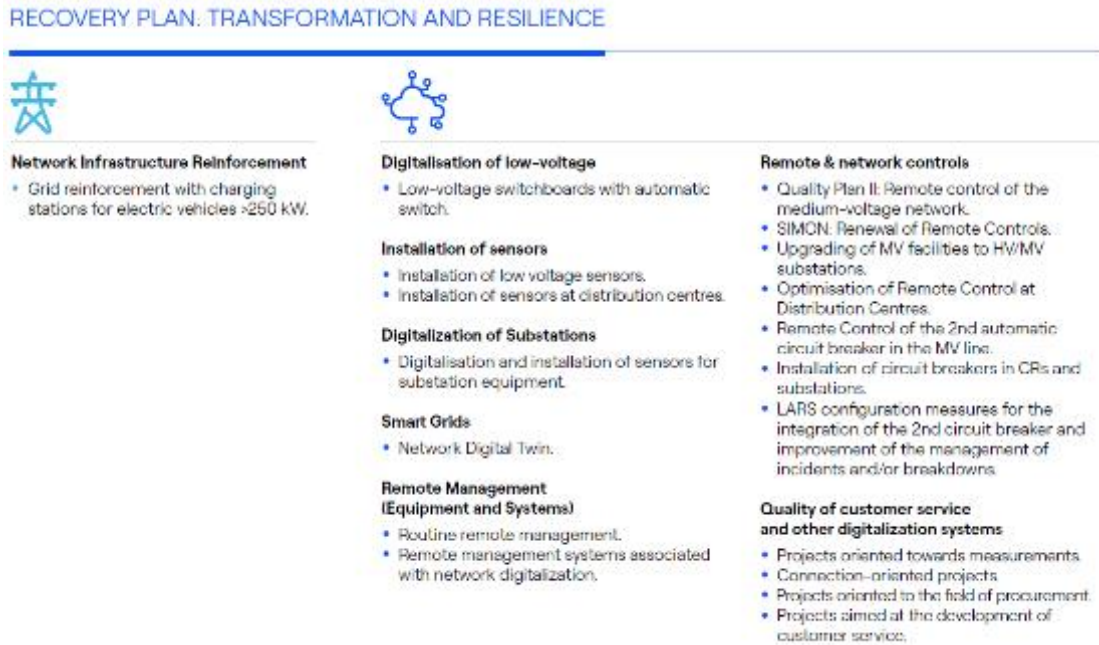 RECOVERY PLAN. TRANSFORMATION AND RESILIENCE
Network Infrastructure Reinforcement
• Grid reinforcement with charging
stations for electric vehicles >250 kW.
Digitalisation of low-voltage
• Low-voltage switchboards with automatic
switch.
Installation of sensors
• Installation of low voltage sensors.
• Installation of sensors at distribution centres.
Digitalization of Substations
• Digitalisation and installation of sensors for
substation equipment.
Smart Grids
• Network Digital Twin.
Remote Management
(Equipment and Systems)
• Routine remote management.
• Remote management systems associated
with network digitalization.
Remote & network controls
• Quality Plan II: Remote control of the
medium-voltage network.
• SIMON: Renewal of Remote Controls.
• Upgrading of MV facilities to HV/MV
substations.
• Optimisation of Remote Control at
Distribution Centres.
• Remote Control of the 2nd automatic
circuit breaker in the MV line.
• Installation of circuit breakers in CRs and
substations.
• LARS configuration measures for the
integration of the 2nd circuit breaker and
improvement of the management of
incidents and/or breakdowns.
Quality of customer service
and other digitalization systems
• Projects oriented towards measurements.
• Connection-oriented projects.
• Projects oriented to the field of procurement.
• Projects aimed at the development of
customer service.